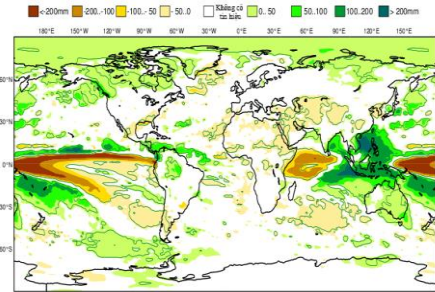 <-200mm -200..-100 -100..-50 -50..0 Không có tín hiệu 0..50 50..100 100..200 > 200mm
180°E 150°W 120°W 90°W 60°W 30°W 0°E 30°E 60°E 90°E 120°E 150°E
60°N
30°N
0°N
30°S
60°S